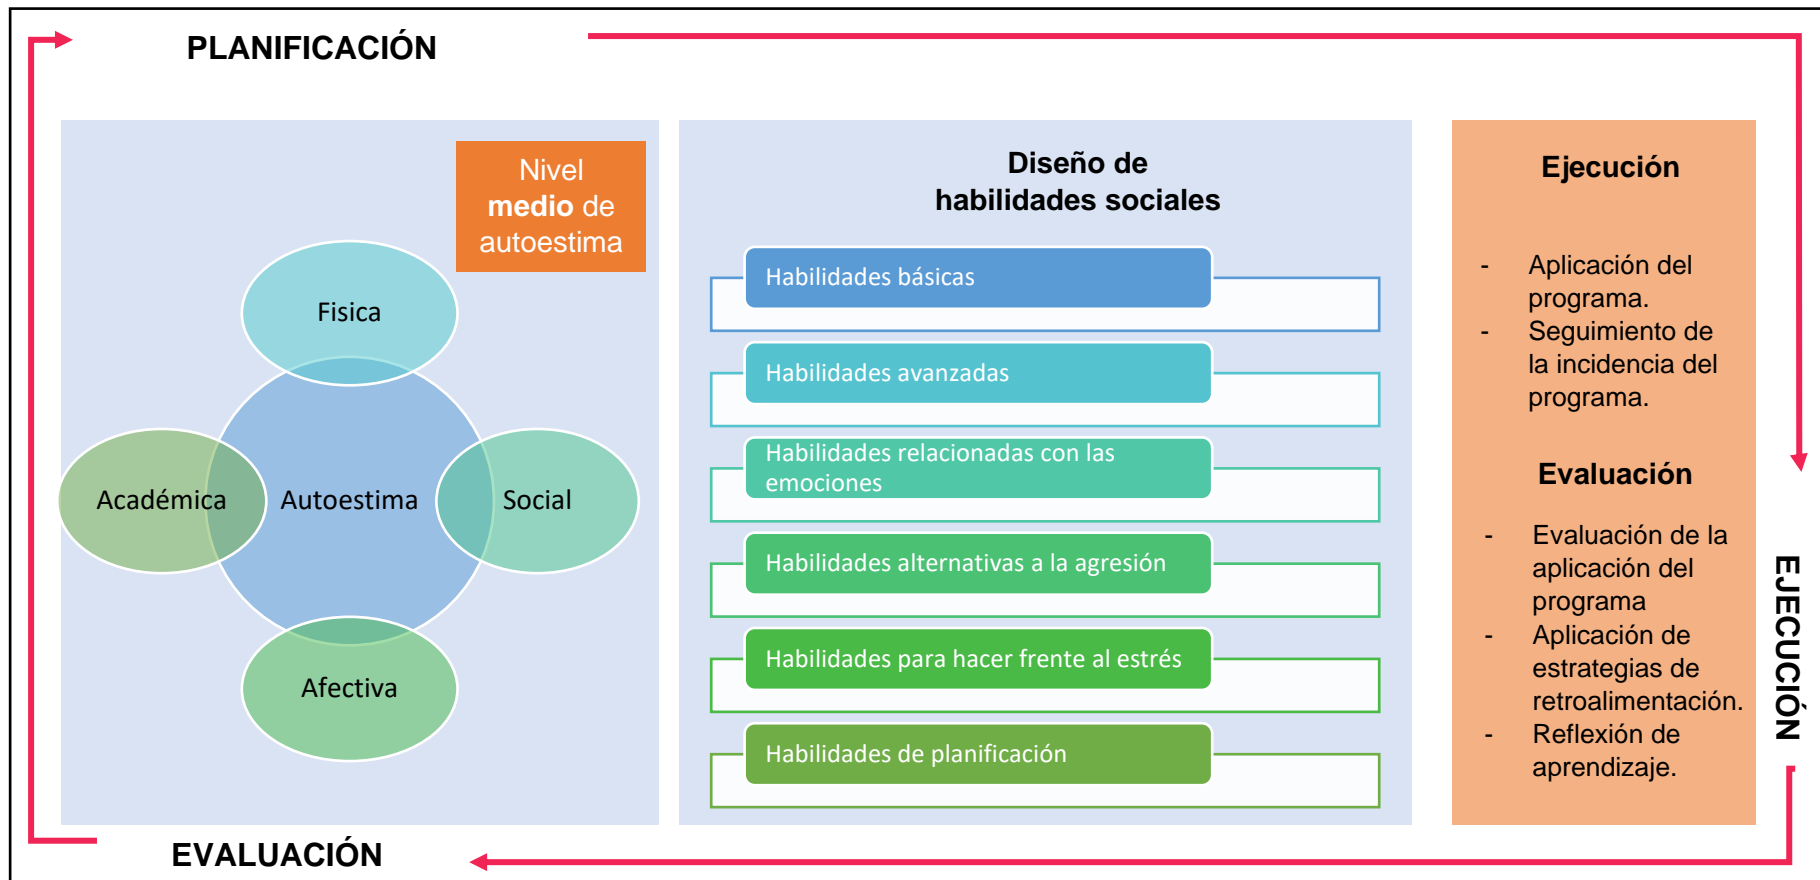 PLANIFICACIÓN
Nivel
medio de
autoestima
Fisica
Académica
Autoestima
Social
Afectiva
Diseño de
habilidades sociales
Habilidades básicas
Habilidades avanzadas
Habilidades relacionadas con las
emociones
Habilidades alternativas a la agresión
Habilidades para hacer frente al estrés
Habilidades de planificación
Ejecución
- Aplicación del
programa.
- Seguimiento de
la incidencia del
programa.
Evaluación
- Evaluación de la
aplicación del
programa
- Aplicación de
estrategias de
retroalimentación.
- Reflexión de
aprendizaje.
EJECUCIÓN
EVALUACIÓN